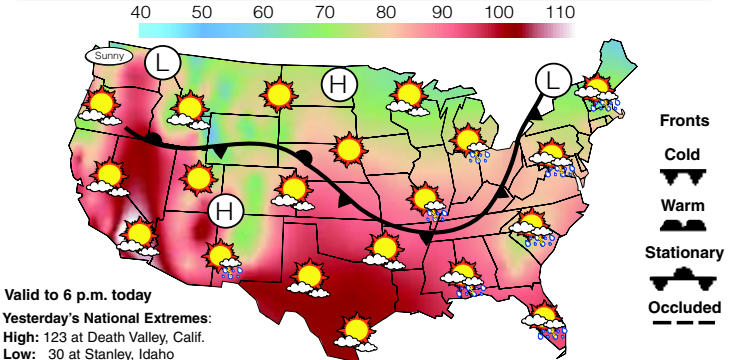 40 50 60 70 80 90 100 110
Sunny
L
H
L
H
Fronts
Cold
Warm
Stationary
Occluded
Valid to 6 p.m. today
Yesterday's National Extremes:
High: 123 at Death Valley, Calif.
Low: 30 at Stanley, Idaho